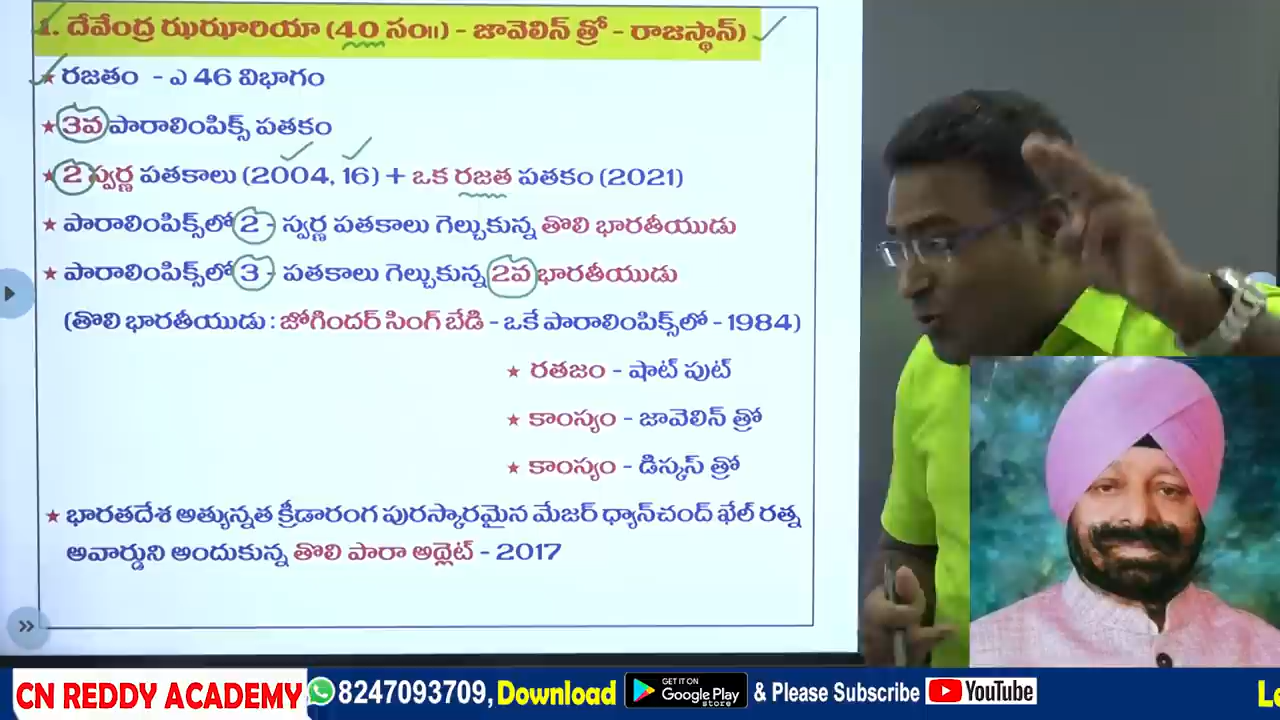 1. దేవేంద్ర ఝఝారియా (40 సం॥) - జావెలిన్ త్రో - రాజస్థాన్)
★ రజతం - ఎ 46 విభాగం
★ 3వ పారాలింపిక్స్ పతకం
★ 2 స్వర్ణ పతకాలు (2004, 16) + ఒక రజత పతకం (2021)
★ పారాలింపిక్స్‌లో 2 - స్వర్ణ పతకాలు గెల్చుకున్న తొలి భారతీయుడు
★ పారాలింపిక్స్‌లో 3 - పతకాలు గెల్చుకున్న 2వ భారతీయుడు
(తొలి భారతీయుడు : జోగిందర్ సింగ్ బేడి - ఒకే పారాలింపిక్స్‌లో - 1984)
★ రతజం - షాట్ పుట్
★ కాంస్యం - జావెలిన్ త్రో
★ కాంస్యం - డిస్కస్ త్రో
★ భారతదేశ అత్యున్నత క్రీడారంగ పురస్కారమైన మేజర్ ధ్యాన్‌చంద్ ఖేల్ రత్న
అవార్డుని అందుకున్న తొలి పారా అథ్లెట్ - 2017
CN REDDY ACADEMY 8247093709, Download GET IT ON Google Play store & Please Subscribe YouTube Le